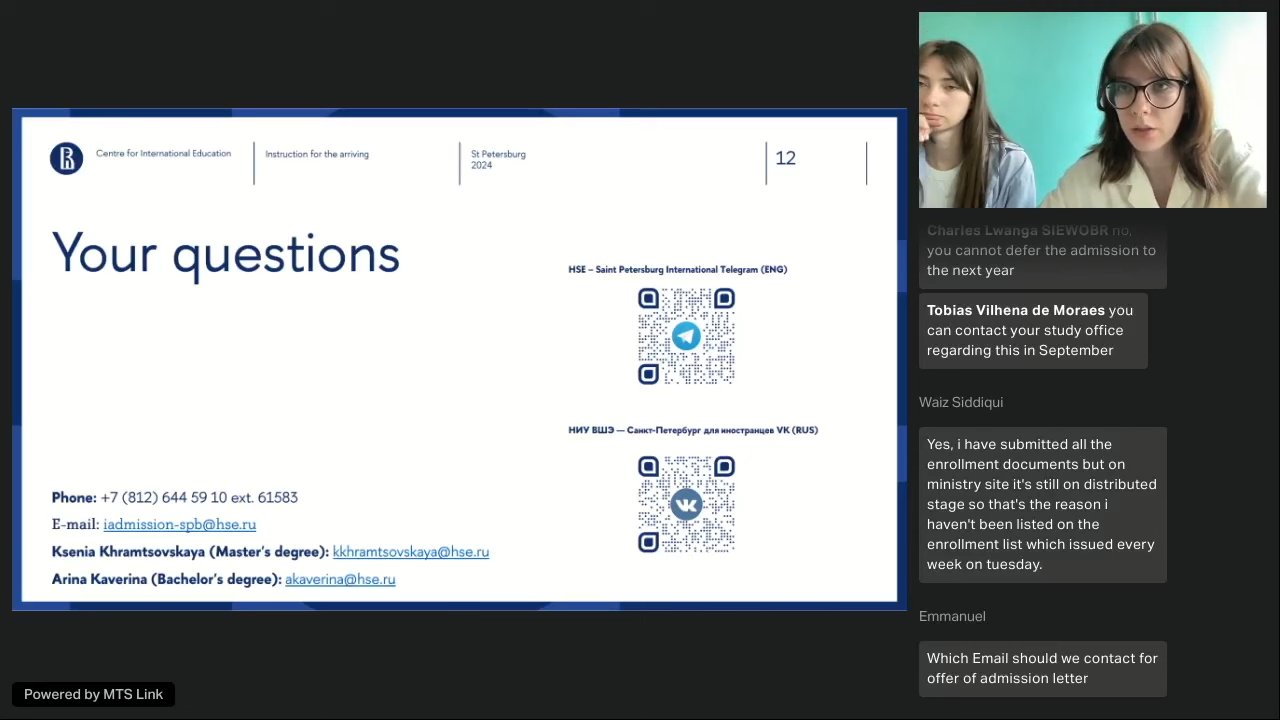 Centre for International Education
Instruction for the arriving
St Petersburg
2024
12
Your questions
HSE – Saint Petersburg International Telegram (ENG)
НИУ ВШЭ — Санкт-Петербург для иностранцев VK (RUS)
Phone: +7 (812) 644 59 10 ext. 61583
E-mail: iadmission-spb@hse.ru
Ksenia Khramtsovskaya (Master's degree): kkhramtsovskaya@hse.ru
Arina Kaverina (Bachelor's degree): akaverina@hse.ru
Powered by MTS Link
Charles Lwanga SIEWOBR no,
you cannot defer the admission to
the next year
Tobias Vilhena de Moraes you
can contact your study office
regarding this in September
Waiz Siddiqui
Yes, i have submitted all the
enrollment documents but on
ministry site it's still on distributed
stage so that's the reason i
haven't been listed on the
enrollment list which issued every
week on tuesday.
Emmanuel
Which Email should we contact for
offer of admission letter